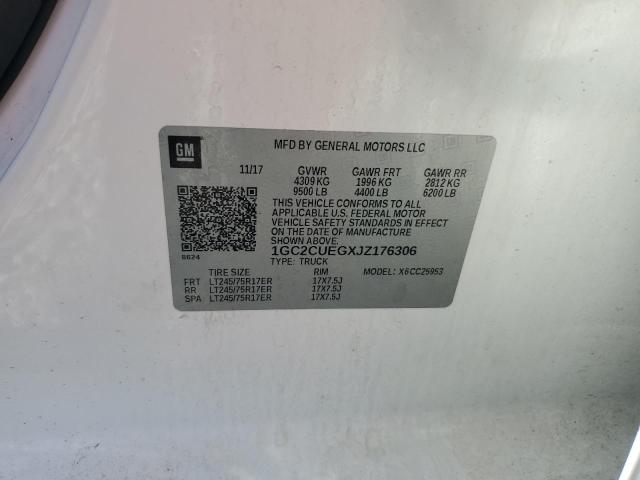 GM
MFD BY GENERAL MOTORS LLC
11/17 GVWR GAWR FRT GAWR RR
4309 KG 1996 KG 2812 KG
9500 LB 4400 LB 6200 LB
THIS VEHICLE CONFORMS TO ALL
APPLICABLE U.S. FEDERAL MOTOR
VEHICLE SAFETY STANDARDS IN EFFECT
ON THE DATE OF MANUFACTURE
SHOWN ABOVE.
8624 1GC2CUEGXJZ176306
TYPE: TRUCK
TIRE SIZE RIM MODEL: X6CC25953
FRT LT245/75R17ER 17X7.5J
RR LT245/75R17ER 17X7.5J
SPA LT245/75R17ER 17X7.5J